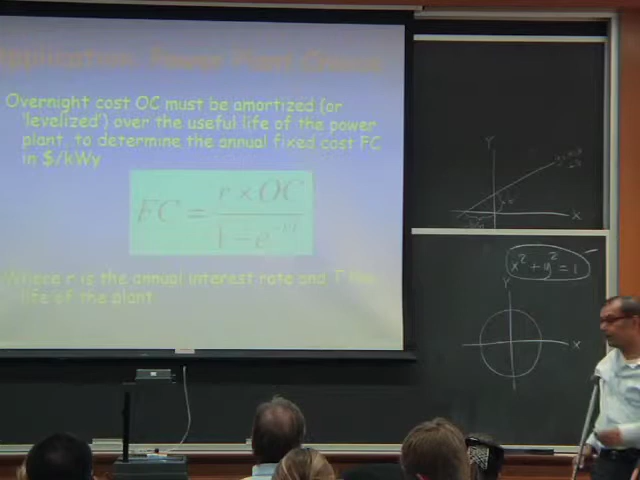 Application: Power Plant Choice
Overnight cost OC must be amortized (or
'levelized') over the useful life of the power
plant, to determine the annual fixed cost FC
in $/kWy
FC = r × OC / 1 − e^-rT
Where r is the annual interest rate and T the
life of the plant
Y
X
x² + y² = 1
Y
X